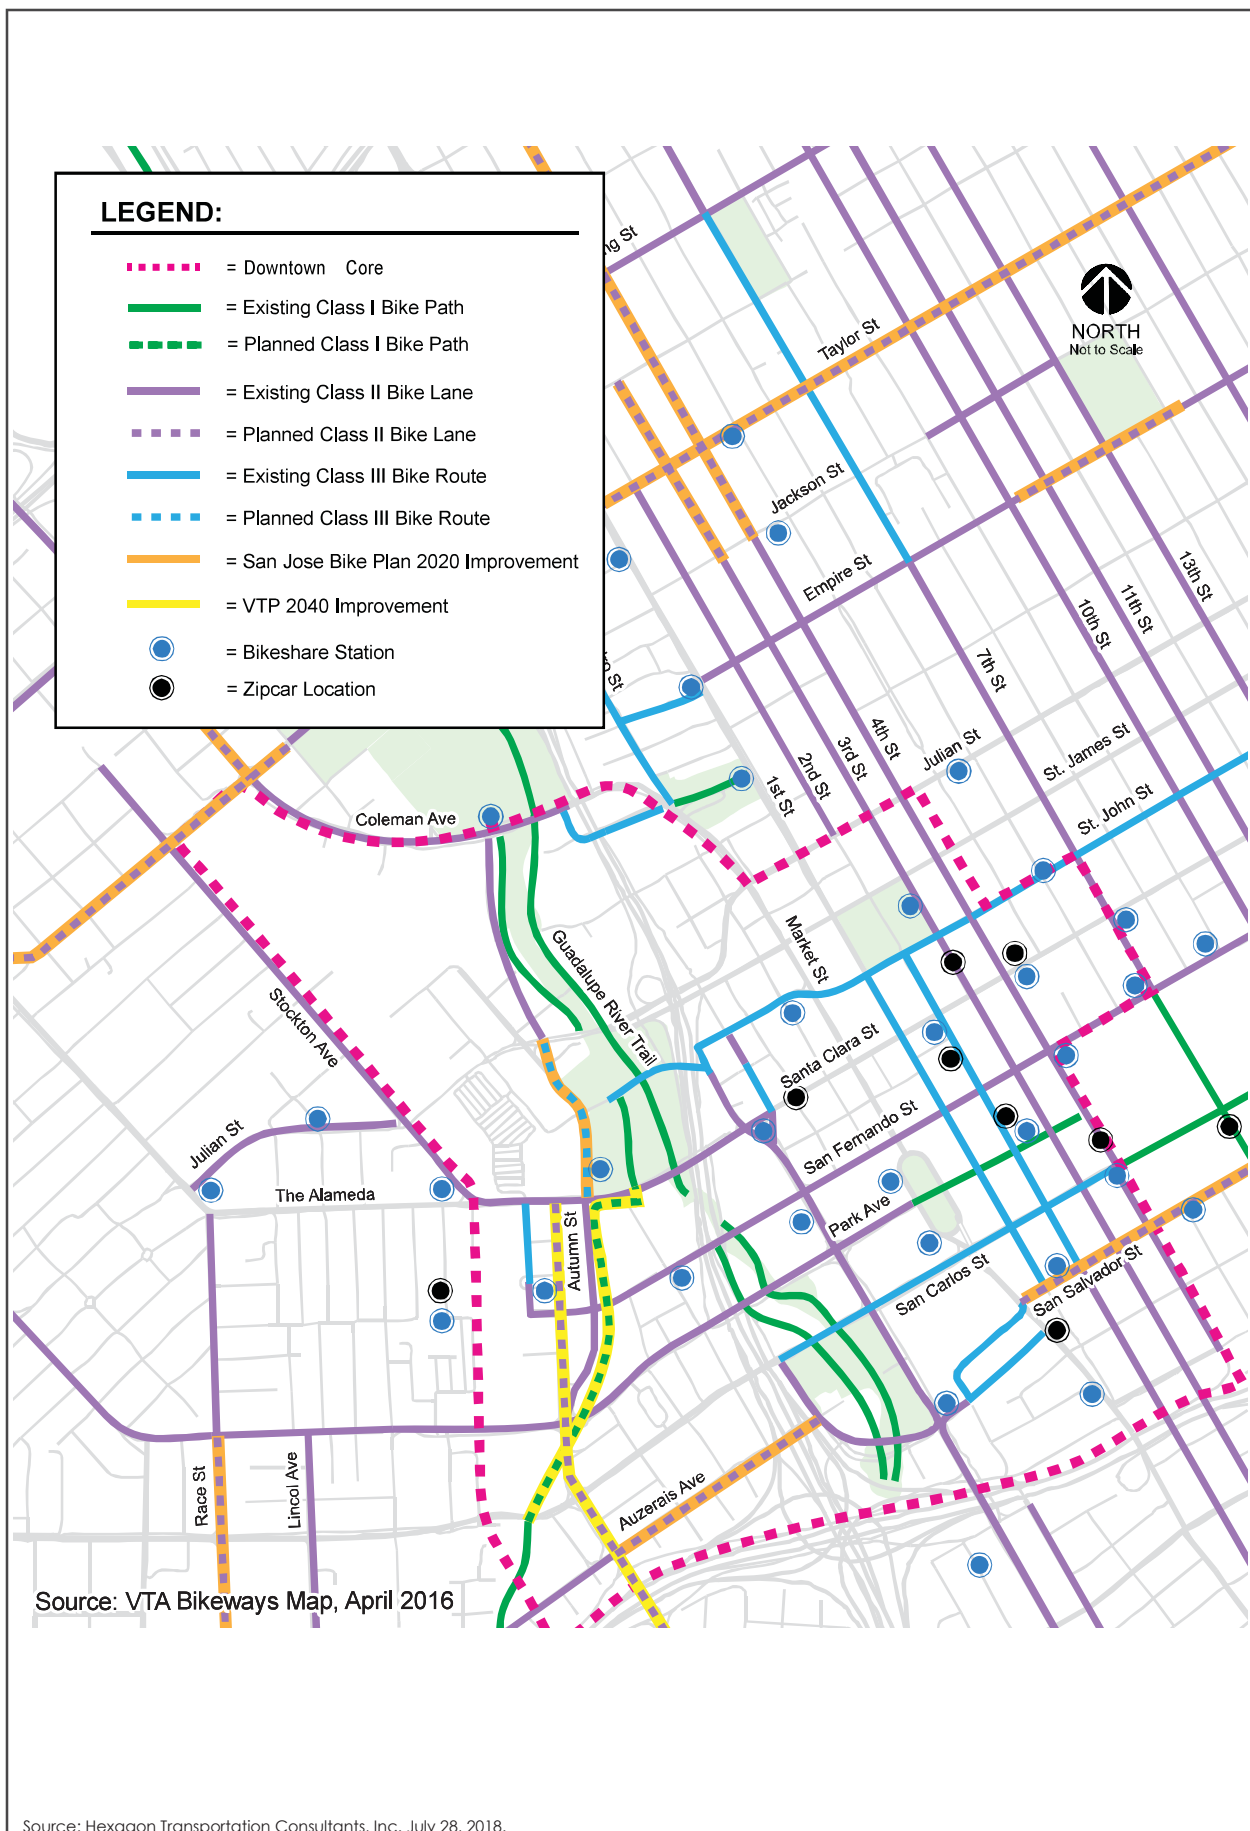 LEGEND:
= Downtown Core
= Existing Class I Bike Path
= Planned Class I Bike Path
= Existing Class II Bike Lane
= Planned Class II Bike Lane
= Existing Class III Bike Route
= Planned Class III Bike Route
= San Jose Bike Plan 2020 Improvement
= VTP 2040 Improvement
= Bikeshare Station
= Zipcar Location
NORTH
Not to Scale
St
Taylor St
Jackson St
Empire St
13th St
11th St
10th St
7th St
St
4th St
3rd St
2nd St
1st St
Julian St
St. James St
St. John St
Coleman Ave
Market St
Guadalupe River Trail
Stockton Ave
Santa Clara St
San Fernando St
Julian St
The Alameda
Park Ave
Autumn St
San Carlos St
San Salvador St
Race St
Lincol Ave
Auzerais Ave
Source: VTA Bikeways Map, April 2016
Source: Hexagon Transportation Consultants, Inc. July 28, 2018.